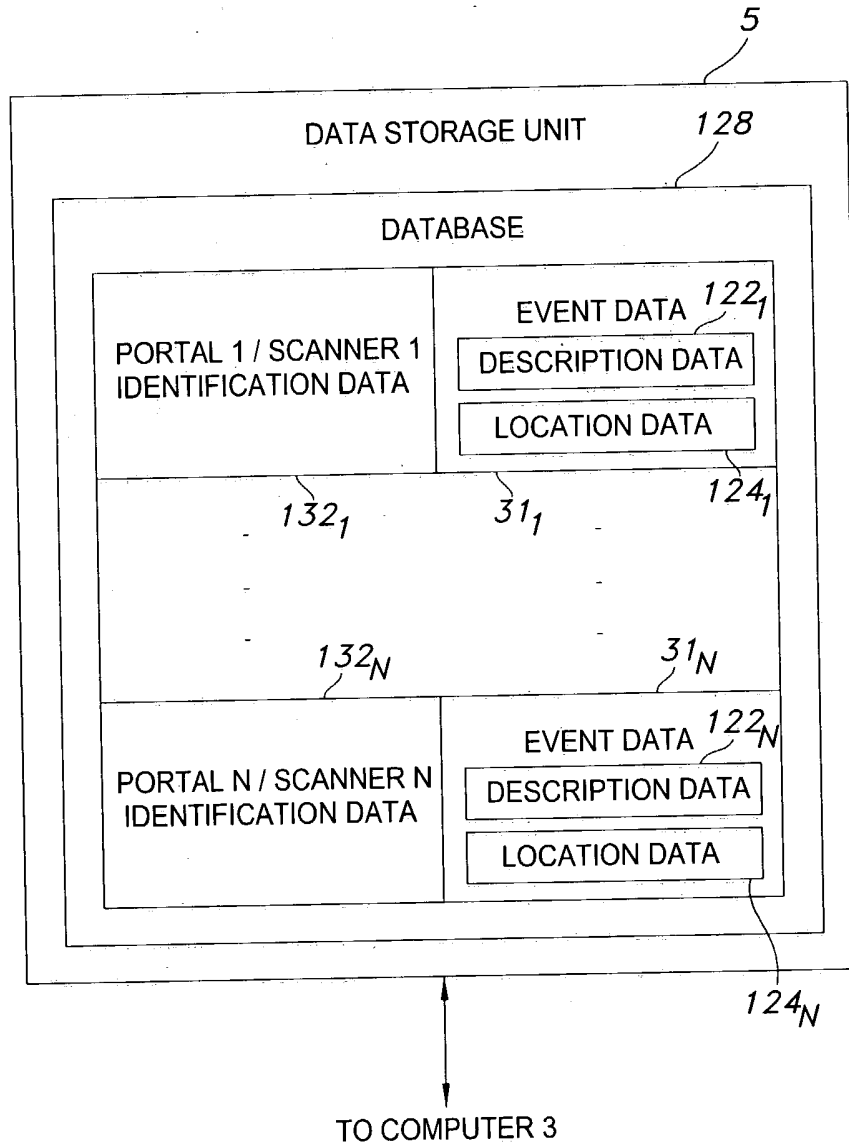 5
DATA STORAGE UNIT
128
DATABASE
PORTAL 1 / SCANNER 1
IDENTIFICATION DATA
EVENT DATA
122₁
DESCRIPTION DATA
LOCATION DATA
132₁
31₁
124₁
132N
31N
PORTAL N / SCANNER N
IDENTIFICATION DATA
EVENT DATA
122N
DESCRIPTION DATA
LOCATION DATA
124N
TO COMPUTER 3